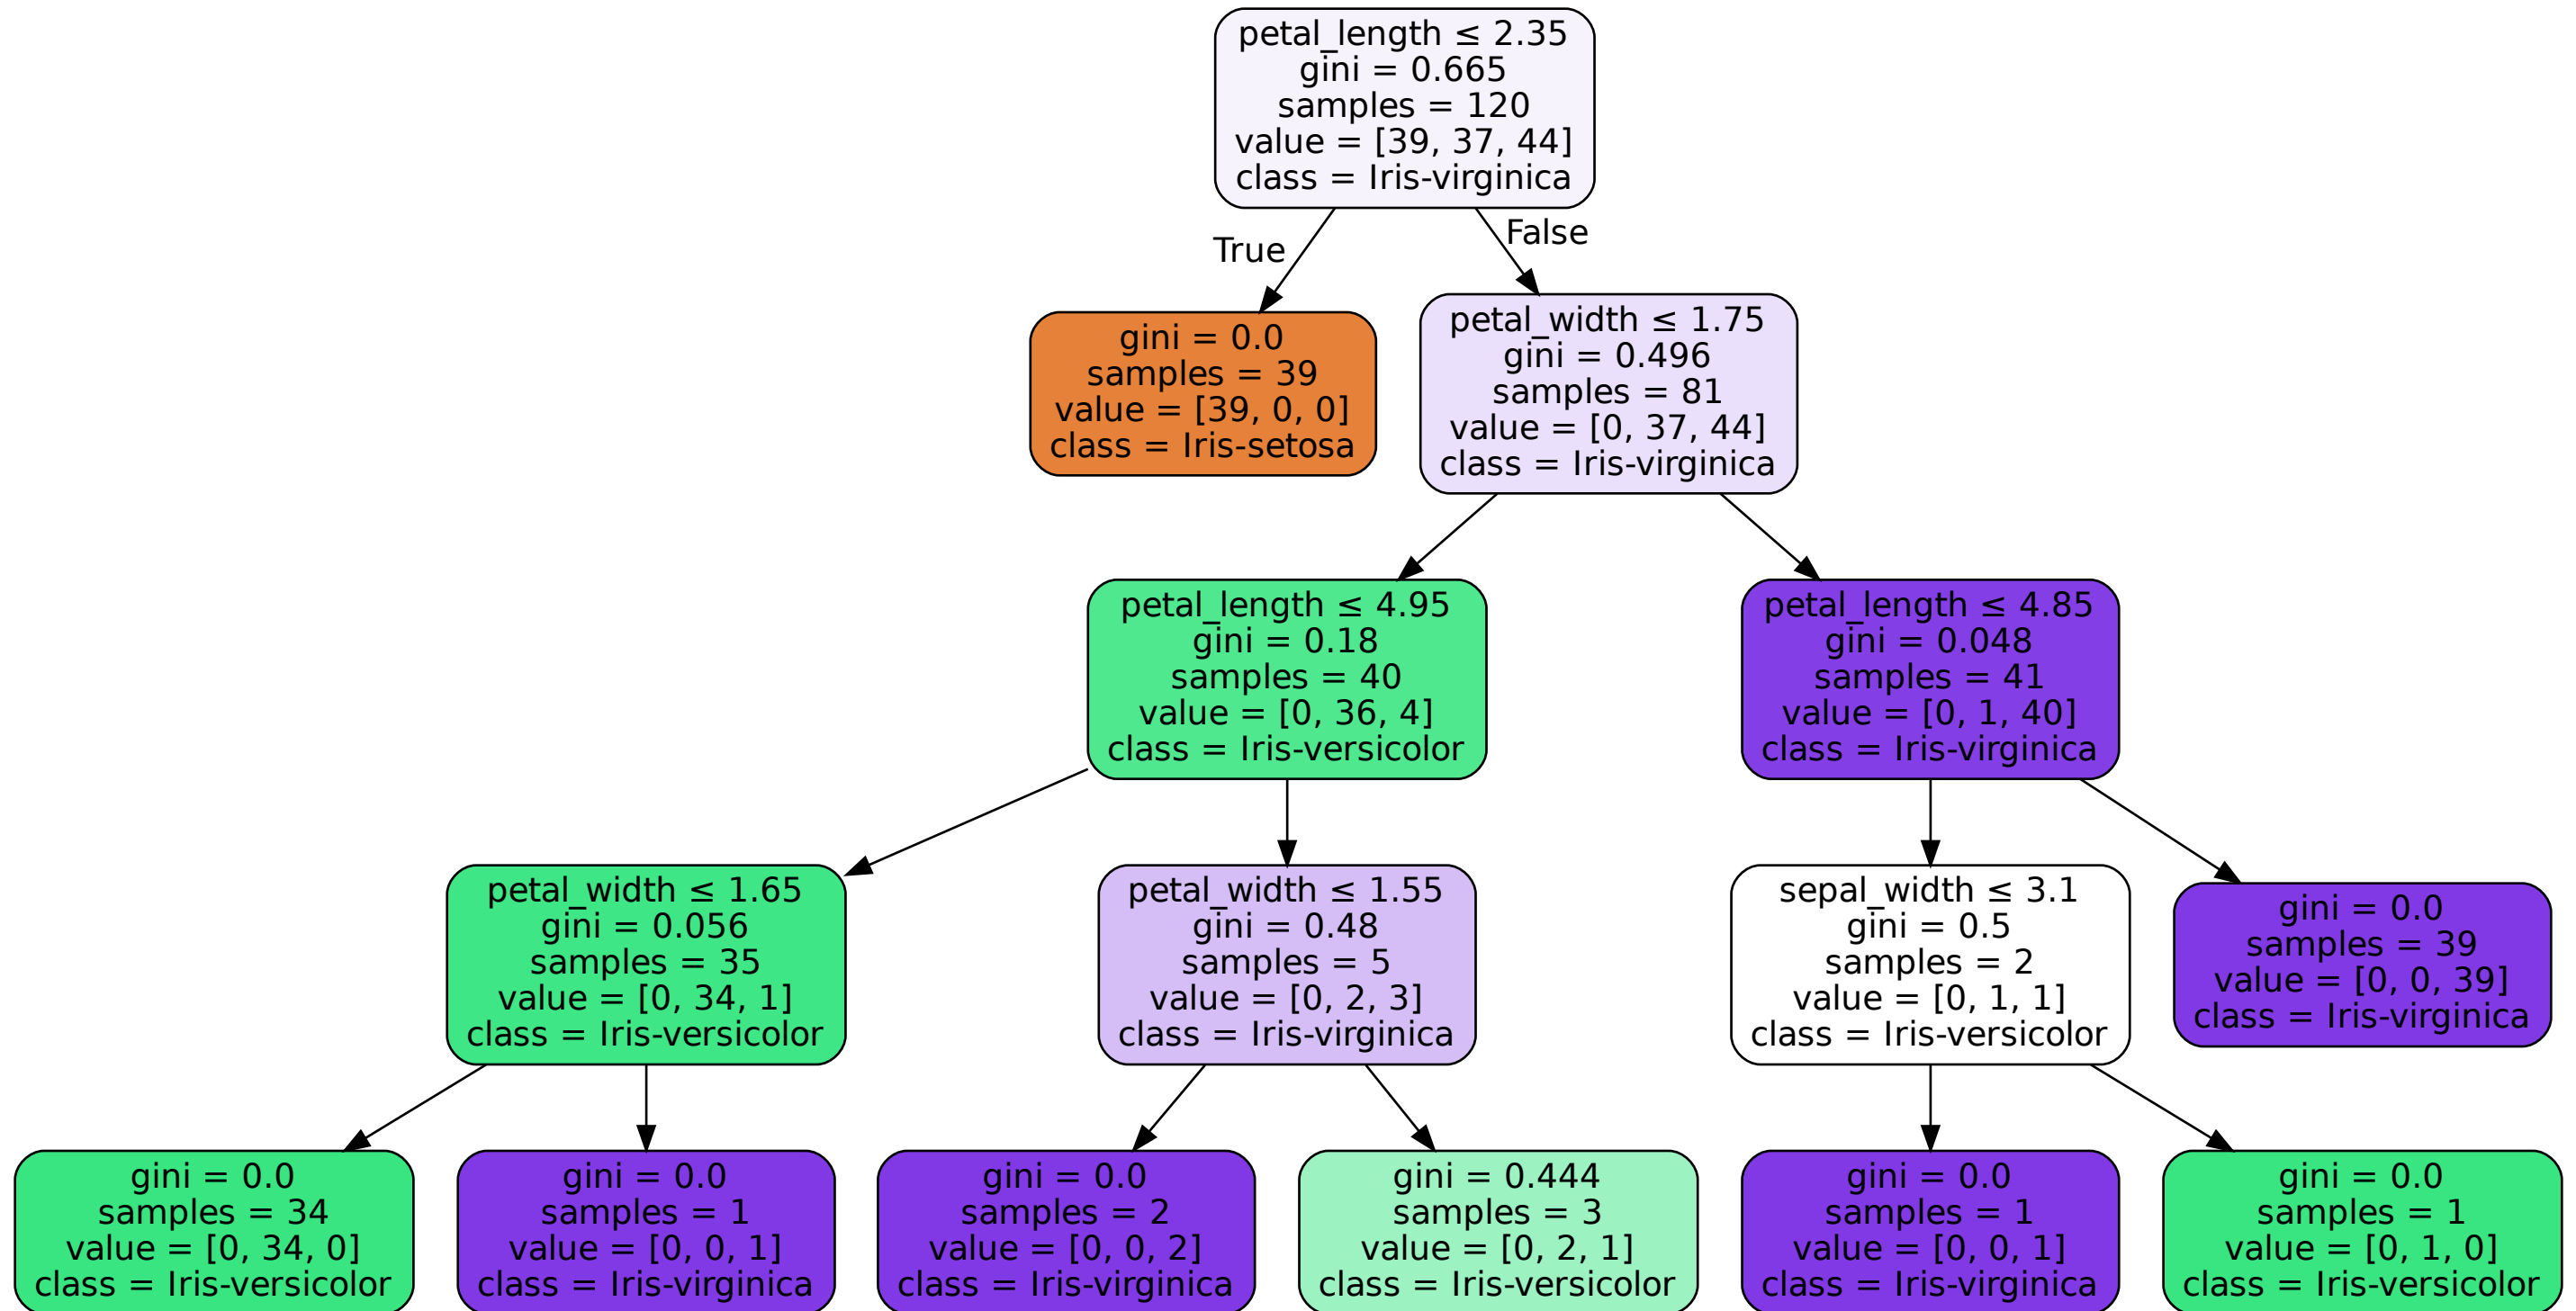 petal_length ≤ 2.35
gini = 0.665
samples = 120
value = [39, 37, 44]
class = Iris-virginica
True
False
gini = 0.0
samples = 39
value = [39, 0, 0]
class = Iris-setosa
petal_width ≤ 1.75
gini = 0.496
samples = 81
value = [0, 37, 44]
class = Iris-virginica
petal_length ≤ 4.95
gini = 0.18
samples = 40
value = [0, 36, 4]
class = Iris-versicolor
petal_length ≤ 4.85
gini = 0.048
samples = 41
value = [0, 1, 40]
class = Iris-virginica
petal_width ≤ 1.65
gini = 0.056
samples = 35
value = [0, 34, 1]
class = Iris-versicolor
petal_width ≤ 1.55
gini = 0.48
samples = 5
value = [0, 2, 3]
class = Iris-virginica
sepal_width ≤ 3.1
gini = 0.5
samples = 2
value = [0, 1, 1]
class = Iris-versicolor
gini = 0.0
samples = 39
value = [0, 0, 39]
class = Iris-virginica
gini = 0.0
samples = 34
value = [0, 34, 0]
class = Iris-versicolor
gini = 0.0
samples = 1
value = [0, 0, 1]
class = Iris-virginica
gini = 0.0
samples = 2
value = [0, 0, 2]
class = Iris-virginica
gini = 0.444
samples = 3
value = [0, 2, 1]
class = Iris-versicolor
gini = 0.0
samples = 1
value = [0, 0, 1]
class = Iris-virginica
gini = 0.0
samples = 1
value = [0, 1, 0]
class = Iris-versicolor